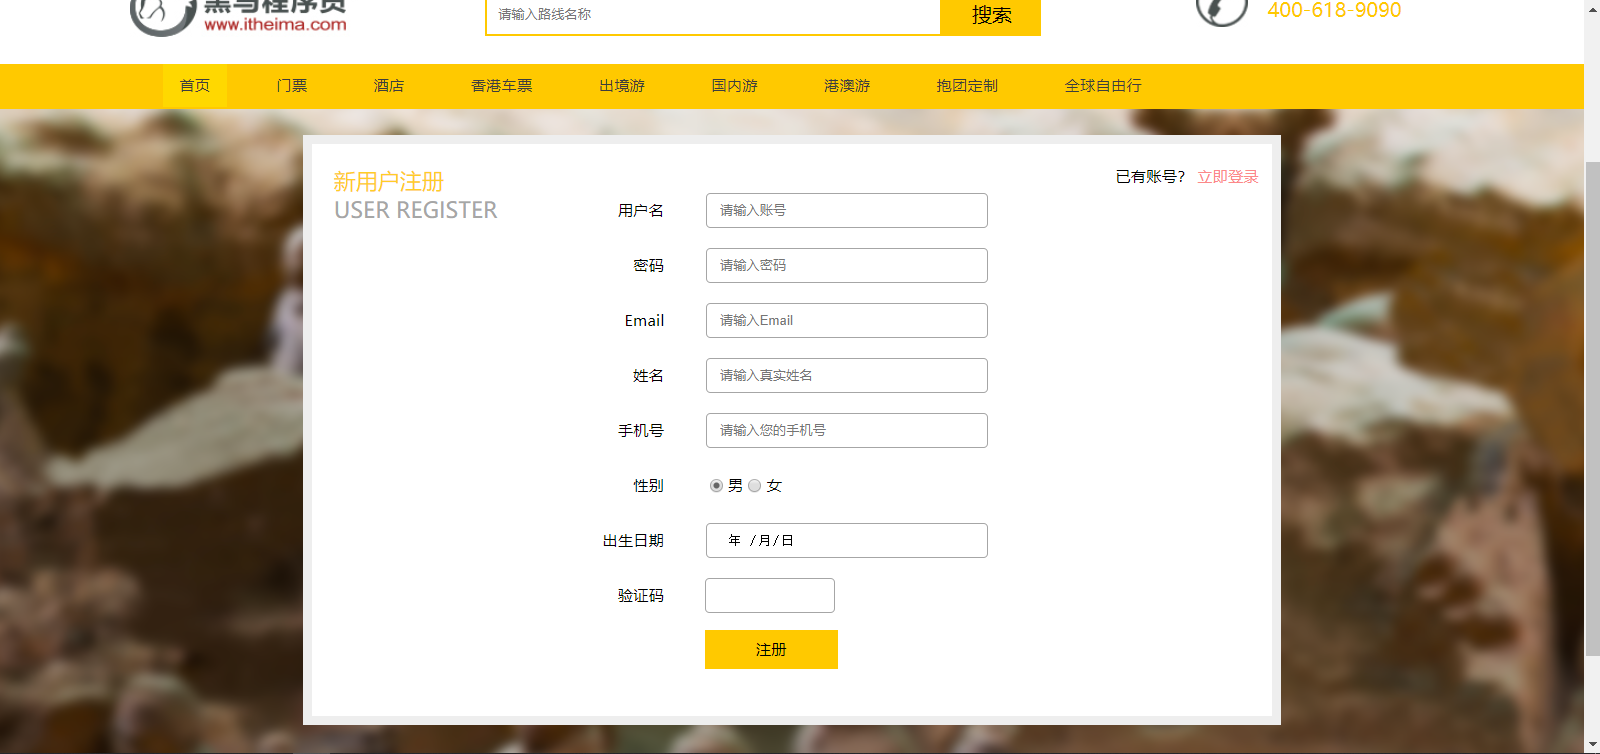 黑马程序员
www.itheima.com
请输入路线名称
搜索
400-618-9090
首页 门票 酒店 香港车票 出境游 国内游 港澳游 抱团定制 全球自由行
新用户注册
USER REGISTER
已有账号？ 立即登录
用户名 请输入账号
密码 请输入密码
Email 请输入Email
姓名 请输入真实姓名
手机号 请输入您的手机号
性别 男 女
出生日期 年 /月/日
验证码
注册